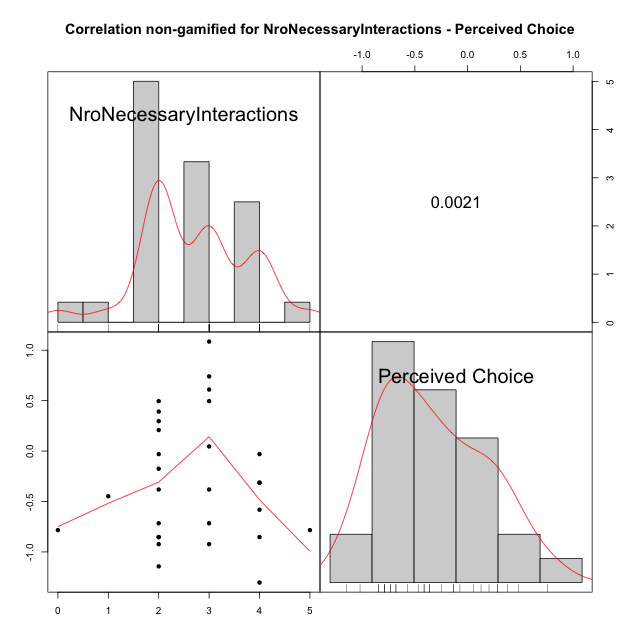 Correlation non-gamified for NroNecessaryInteractions - Perceived Choice
-1.0 -0.5 0.0 0.5 1.0
NroNecessaryInteractions
0.0021
0 1 2 3 4 5
Perceived Choice
-1.0 -0.5 0.0 0.5 1.0
0 1 2 3 4 5